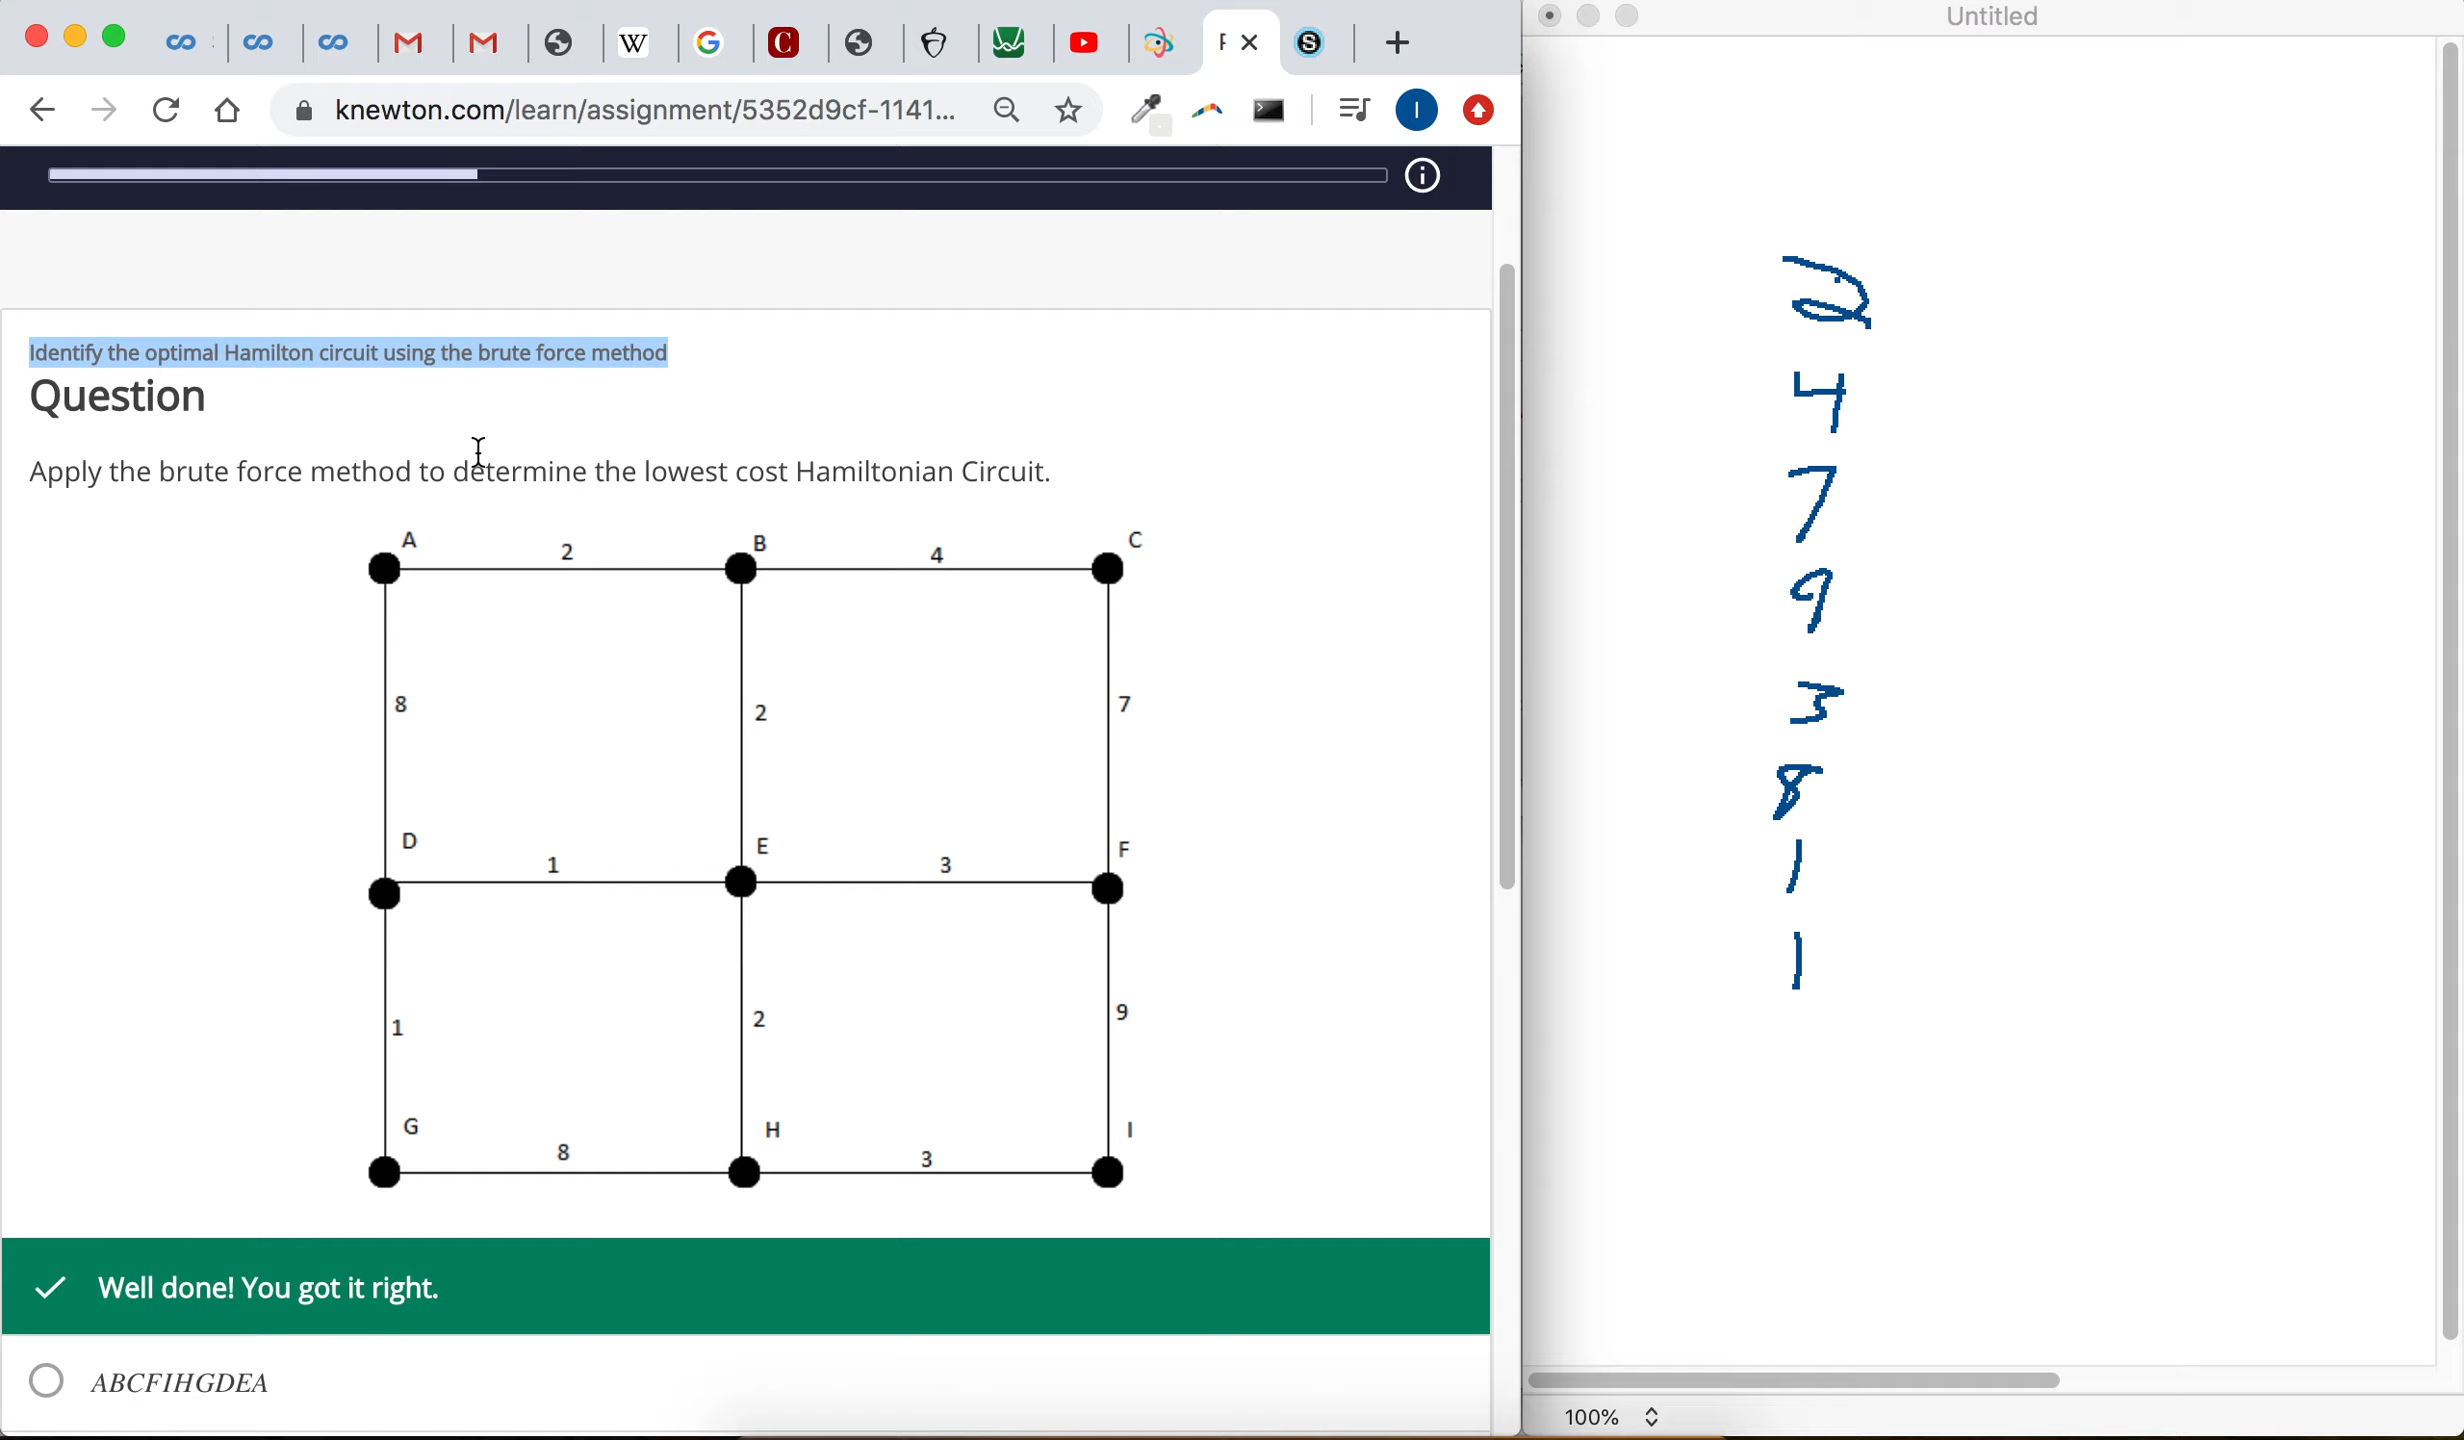 W
G
C
F
S
Untitled
knewton.com/learn/assignment/5352d9cf-1141...
I
Identify the optimal Hamilton circuit using the brute force method
Question
Apply the brute force method to determine the lowest cost Hamiltonian Circuit.
A 2 B 4 C
8 2 7
D 1 E 3 F
1 2 9
G 8 H 3 I
Well done! You got it right.
ABCFIHGDEA
2
4
7
9
3
8
1
1
100%